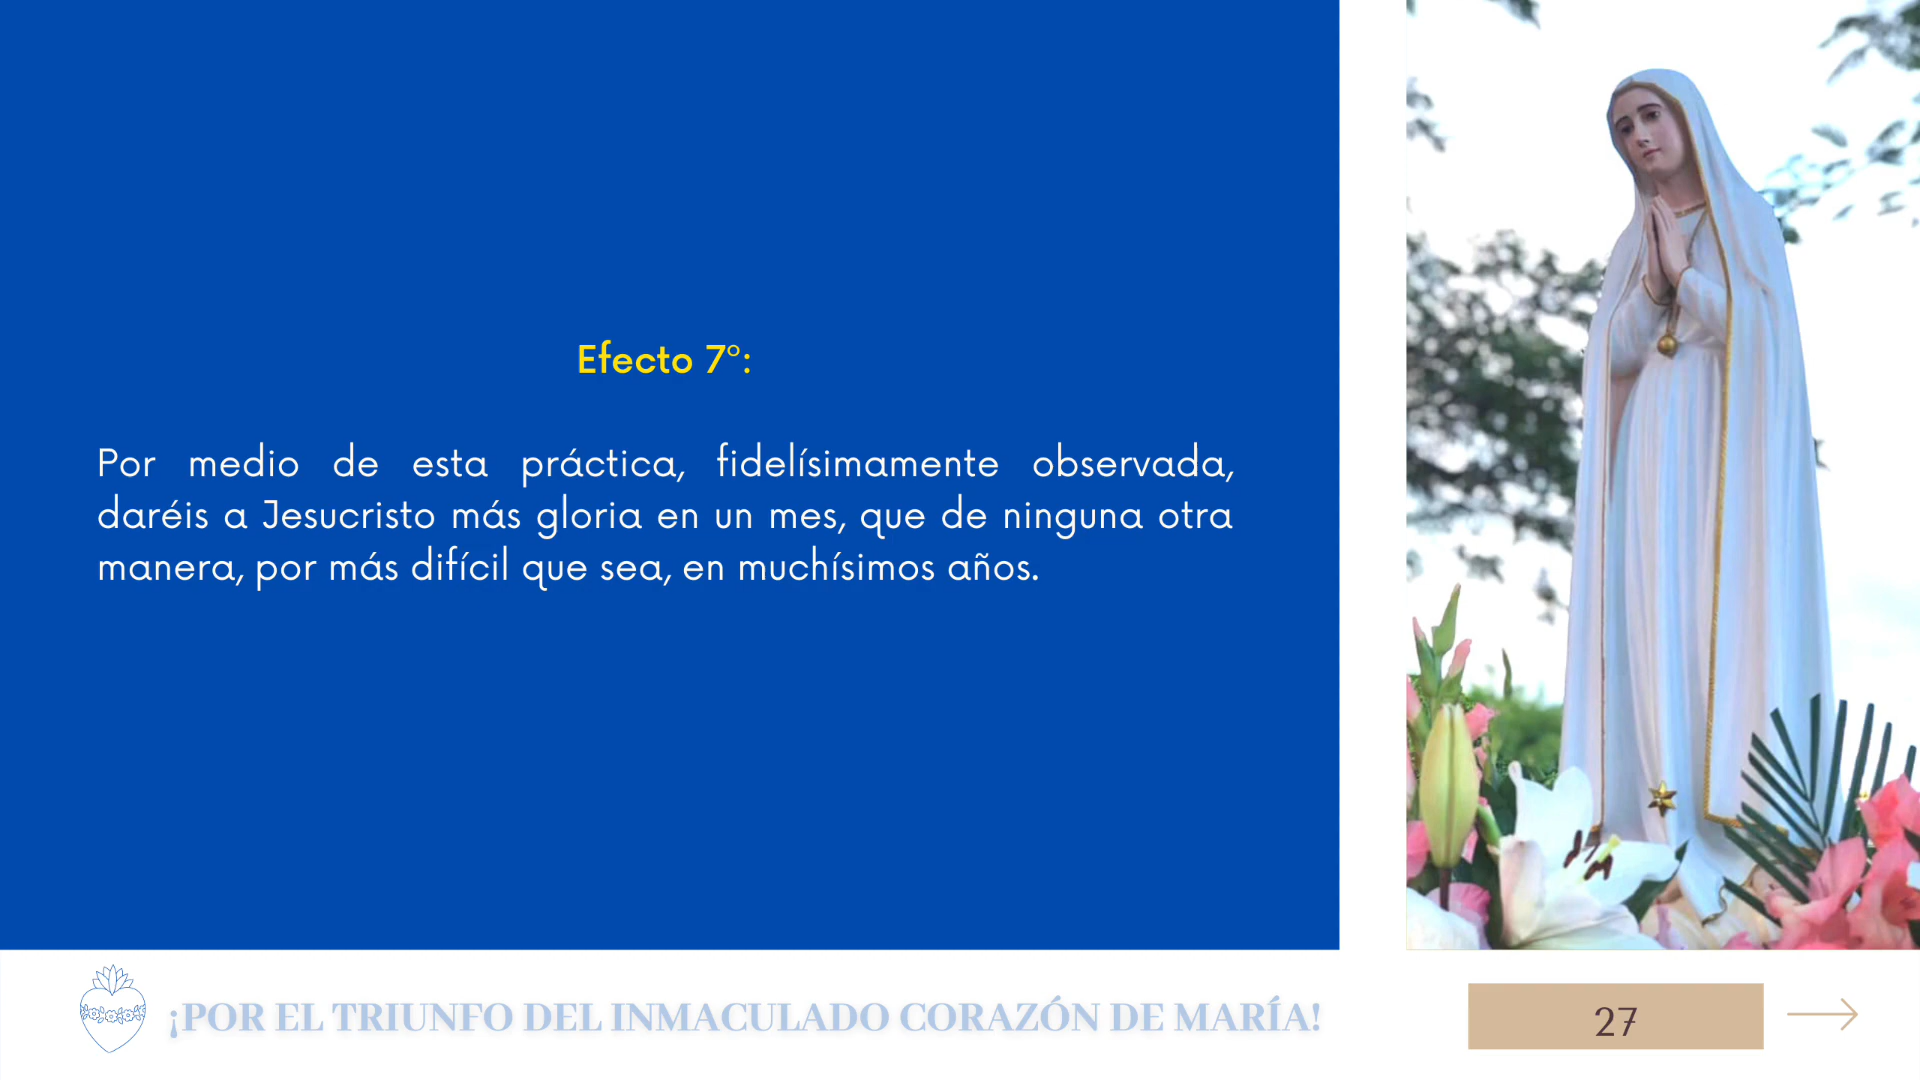 Efecto 7°:
Por medio de esta práctica, fidelísimamente observada,
daréis a Jesucristo más gloria en un mes, que de ninguna otra
manera, por más difícil que sea, en muchísimos años.
¡POR EL TRIUNFO DEL INMACULADO CORAZÓN DE MARÍA!
27